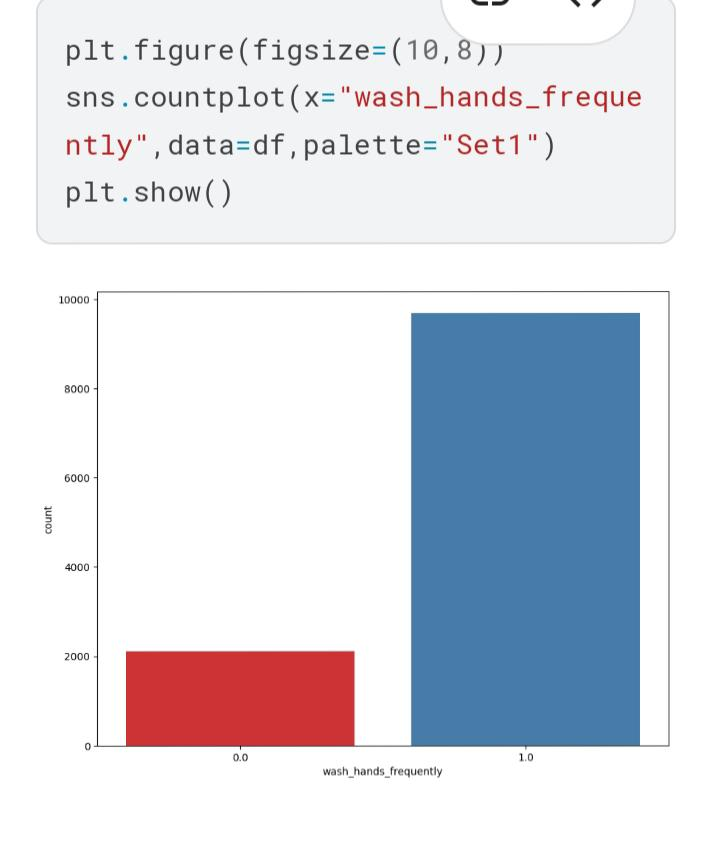 plt.figure(figsize=(10,8))
sns.countplot(x="wash_hands_freque
ntly",data=df,palette="Set1")
plt.show()
10000
8000
6000
4000
2000
0
count
0.0 1.0
wash_hands_frequently